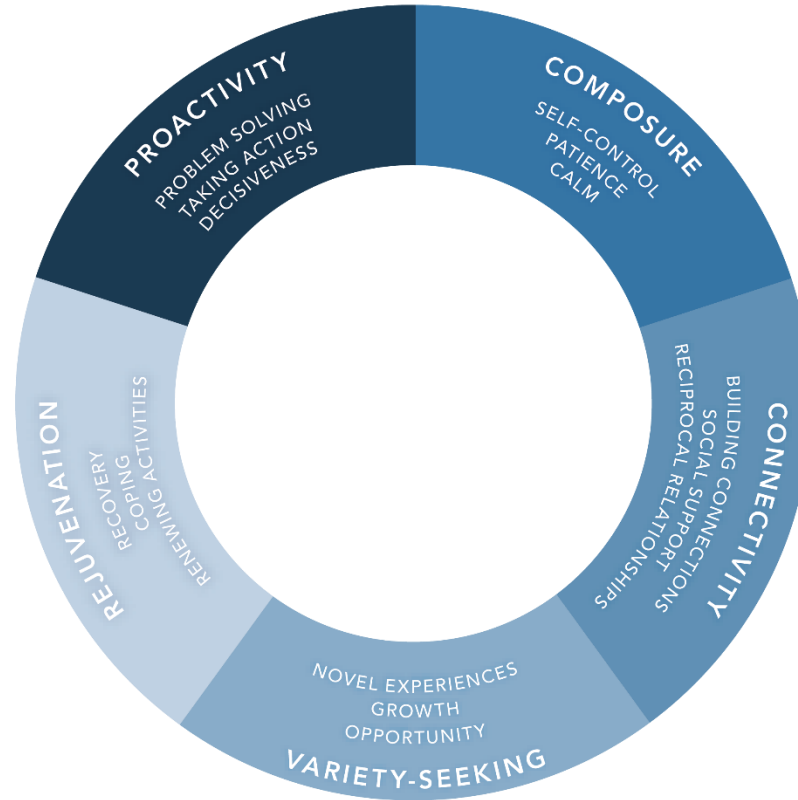 PROACTIVITY
PROBLEM SOLVING
TAKING ACTION
DECISIVENESS
COMPOSURE
SELF-CONTROL
PATIENCE
CALM
CONNECTIVITY
BUILDING CONNECTIONS
SOCIAL SUPPORT
RECIPROCAL RELATIONSHIPS
NOVEL EXPERIENCES
GROWTH
OPPORTUNITY
VARIETY-SEEKING
REJUVENATION
RECOVERY
COPING
RENEWING ACTIVITIES